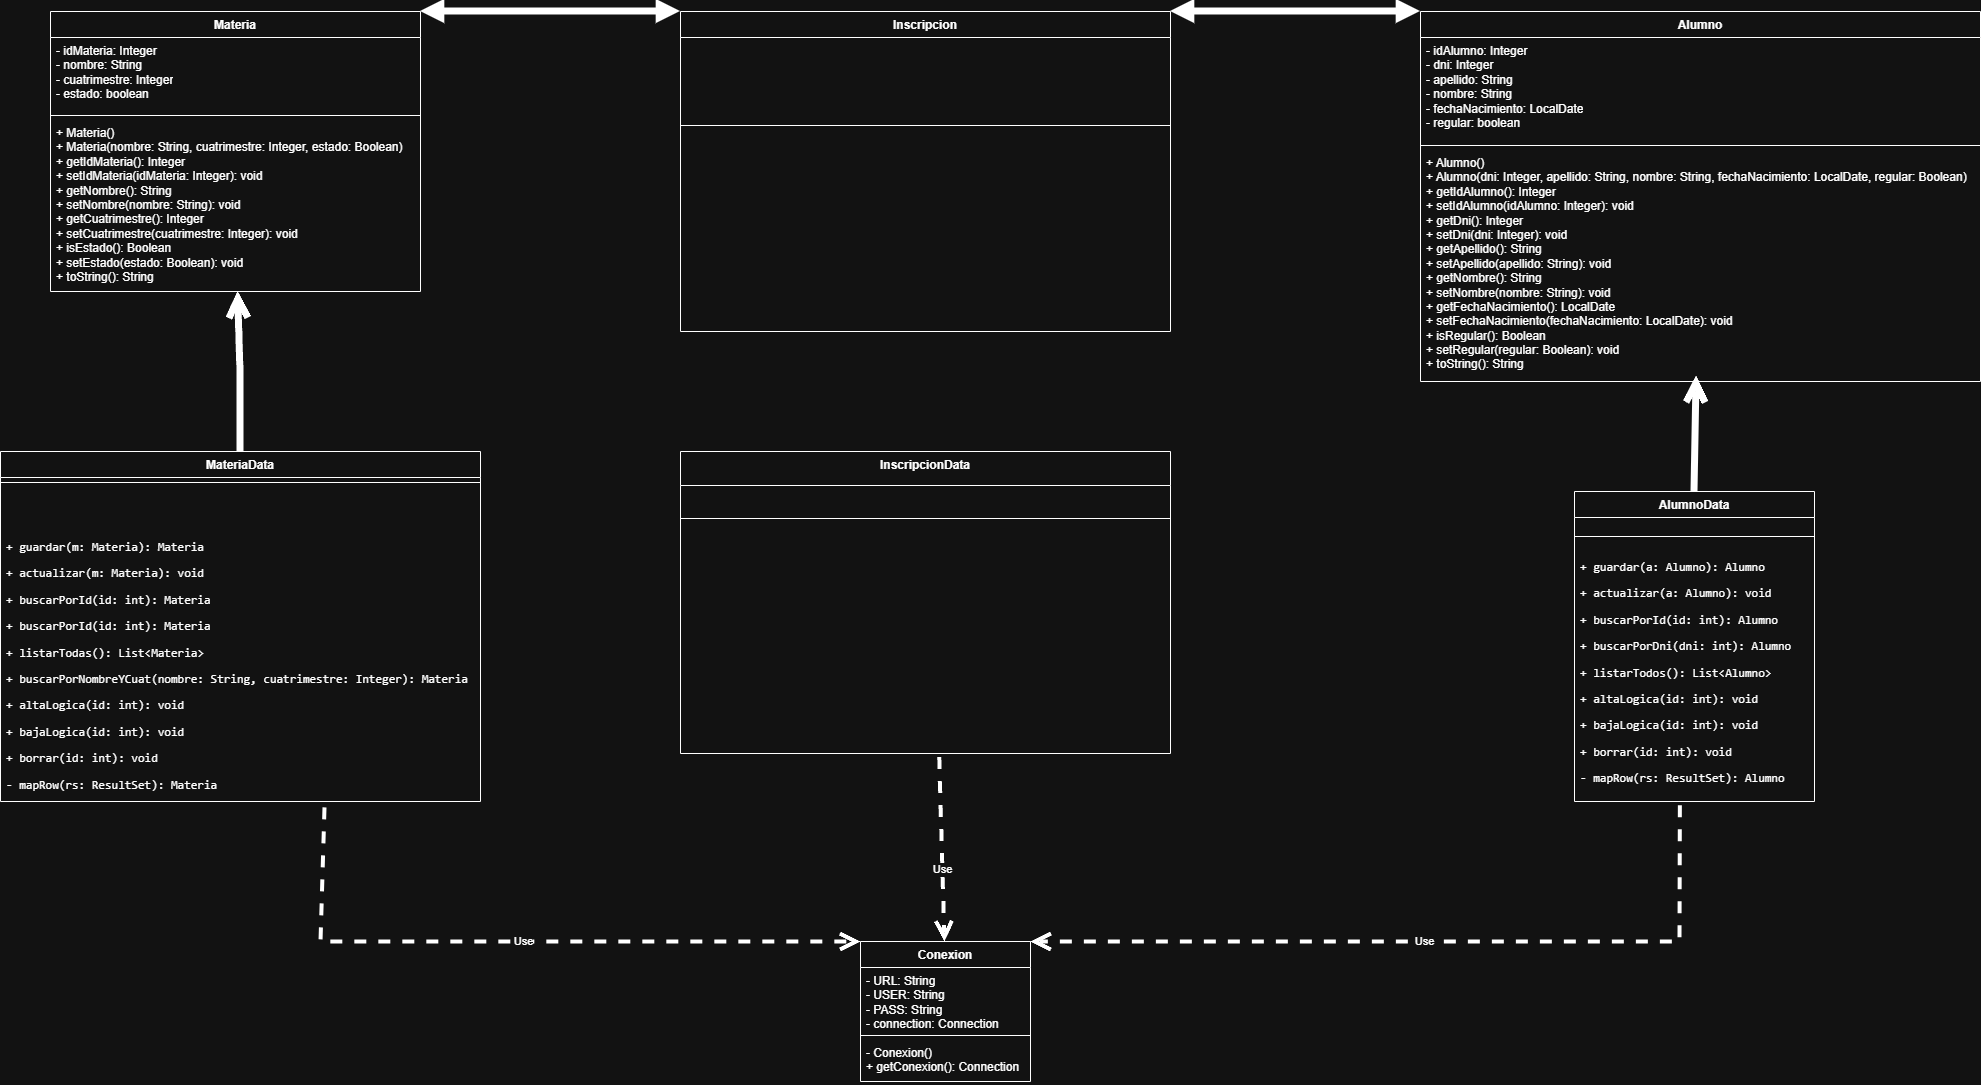 Materia
- idMateria: Integer
- nombre: String
- cuatrimestre: Integer
- estado: boolean
+ Materia()
+ Materia(nombre: String, cuatrimestre: Integer, estado: Boolean)
+ getIdMateria(): Integer
+ setIdMateria(idMateria: Integer): void
+ getNombre(): String
+ setNombre(nombre: String): void
+ getCuatrimestre(): Integer
+ setCuatrimestre(cuatrimestre: Integer): void
+ isEstado(): Boolean
+ setEstado(estado: Boolean): void
+ toString(): String
Inscripcion
Alumno
- idAlumno: Integer
- dni: Integer
- apellido: String
- nombre: String
- fechaNacimiento: LocalDate
- regular: boolean
+ Alumno()
+ Alumno(dni: Integer, apellido: String, nombre: String, fechaNacimiento: LocalDate, regular: Boolean)
+ getIdAlumno(): Integer
+ setIdAlumno(idAlumno: Integer): void
+ getDni(): Integer
+ setDni(dni: Integer): void
+ getApellido(): String
+ setApellido(apellido: String): void
+ getNombre(): String
+ setNombre(nombre: String): void
+ getFechaNacimiento(): LocalDate
+ setFechaNacimiento(fechaNacimiento: LocalDate): void
+ isRegular(): Boolean
+ setRegular(regular: Boolean): void
+ toString(): String
MateriaData
+ guardar(m: Materia): Materia
+ actualizar(m: Materia): void
+ buscarPorId(id: int): Materia
+ buscarPorId(id: int): Materia
+ listarTodas(): List<Materia>
+ buscarPorNombreYCuat(nombre: String, cuatrimestre: Integer): Materia
+ altaLogica(id: int): void
+ bajaLogica(id: int): void
+ borrar(id: int): void
- mapRow(rs: ResultSet): Materia
InscripcionData
AlumnoData
+ guardar(a: Alumno): Alumno
+ actualizar(a: Alumno): void
+ buscarPorId(id: int): Alumno
+ buscarPorDni(dni: int): Alumno
+ listarTodos(): List<Alumno>
+ altaLogica(id: int): void
+ bajaLogica(id: int): void
+ borrar(id: int): void
- mapRow(rs: ResultSet): Alumno
Use
Use
Use
Conexion
- URL: String
- USER: String
- PASS: String
- connection: Connection
- Conexion()
+ getConexion(): Connection